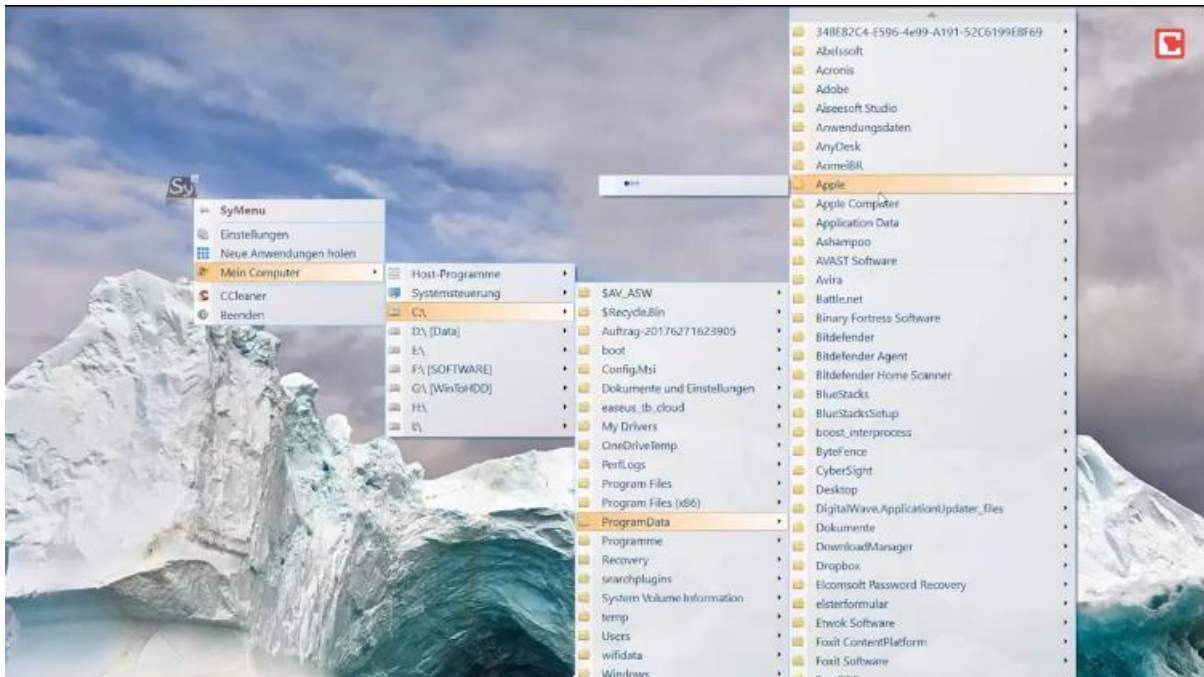 Sy
SyMenu
Einstellungen
Neue Anwendungen holen
Mein Computer
CCleaner
Beenden
Host-Programme
Systemsteuerung
C:\
D:\ [Data]
E:\
F:\ [SOFTWARE]
G:\ [WinToHDD]
H:\
I:\
$AV_ASW
$Recycle.Bin
Auftrag-20176271623905
boot
Config.Msi
Dokumente und Einstellungen
easeus_tb_cloud
My Drivers
OneDriveTemp
PerfLogs
Program Files
Program Files (x86)
ProgramData
Programme
Recovery
searchplugins
System Volume Information
temp
Users
wifidata
Windows
34BE82C4-E596-4e99-A191-52C6199EBF69
Abelssoft
Acronis
Adobe
Aiseesoft Studio
Anwendungsdaten
AnyDesk
AomeiBR
Apple
Apple Computer
Application Data
Ashampoo
AVAST Software
Avira
Battle.net
Binary Fortress Software
Bitdefender
Bitdefender Agent
Bitdefender Home Scanner
BlueStacks
BlueStacksSetup
boost_interprocess
ByteFence
CyberSight
Desktop
DigitalWave.ApplicationUpdater_files
Dokumente
DownloadManager
Dropbox
Elcomsoft Password Recovery
elsterformular
Etwok Software
Foxit ContentPlatform
Foxit Software